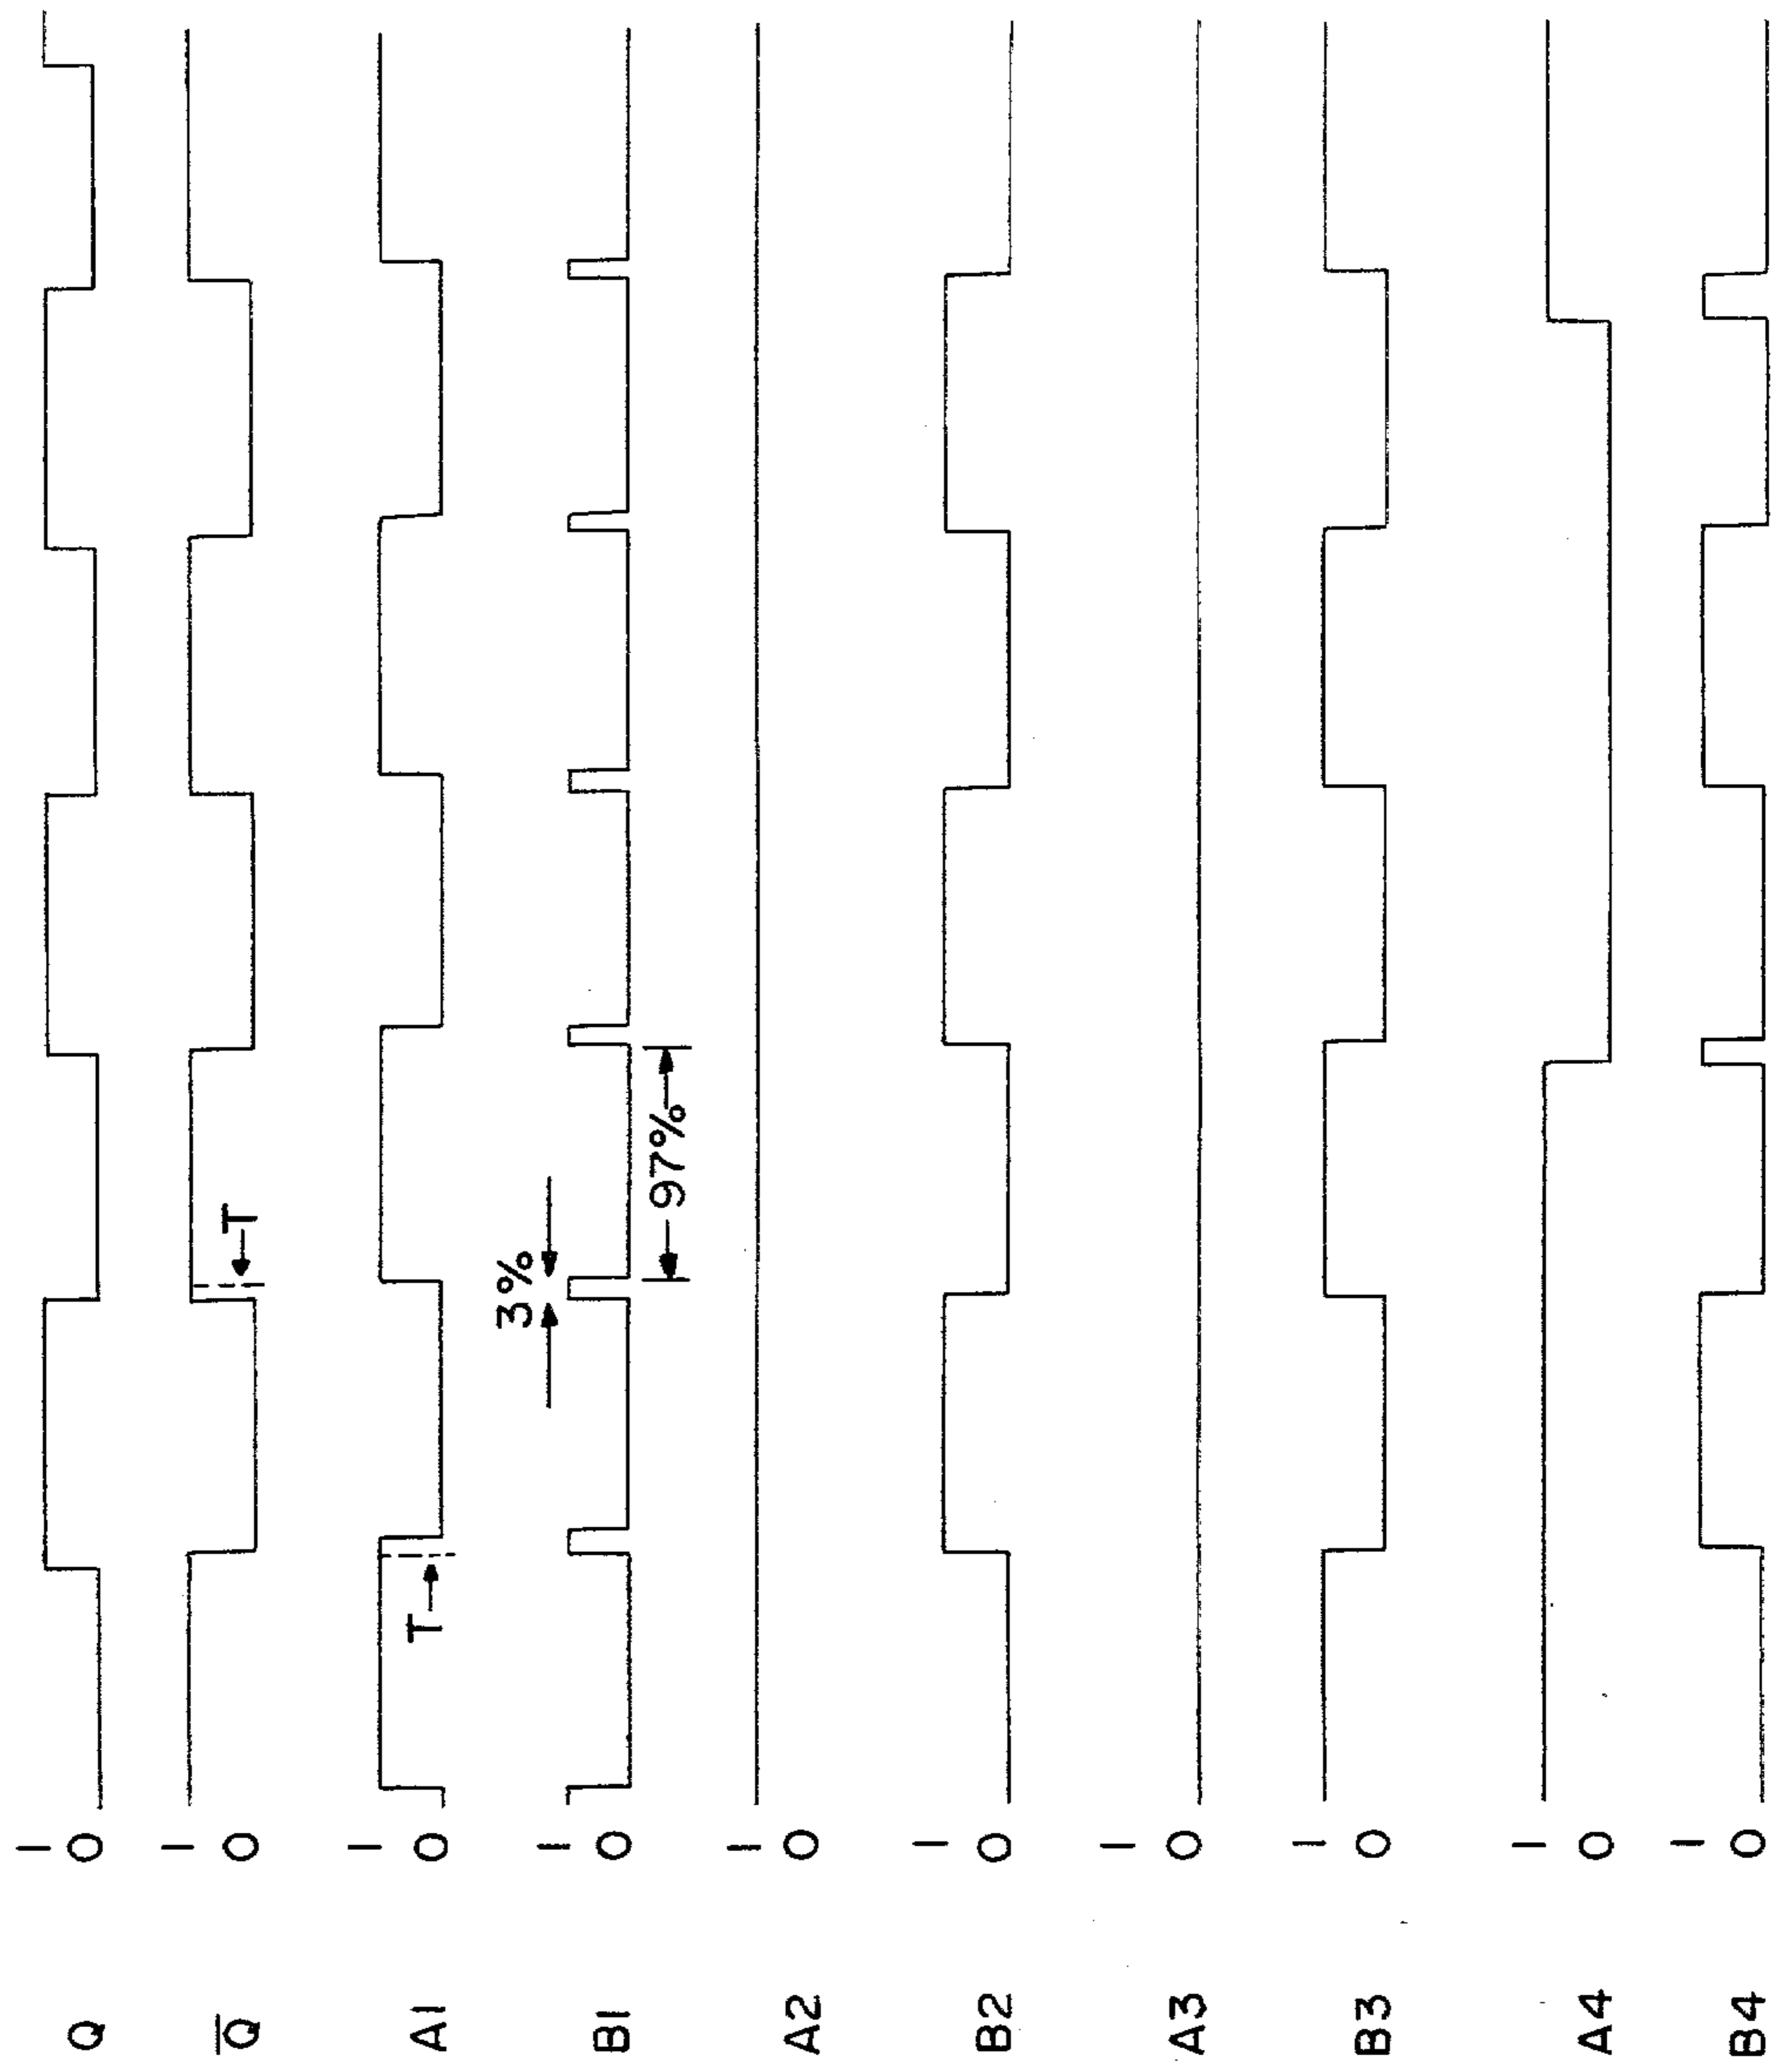 Q 1 0
Q̅ 1 0 T
A1 1 0 T
B1 1 0 3% 97%
A2 1 0
B2 1 0
A3 1 0
B3 1 0
A4 1 0
B4 1 0